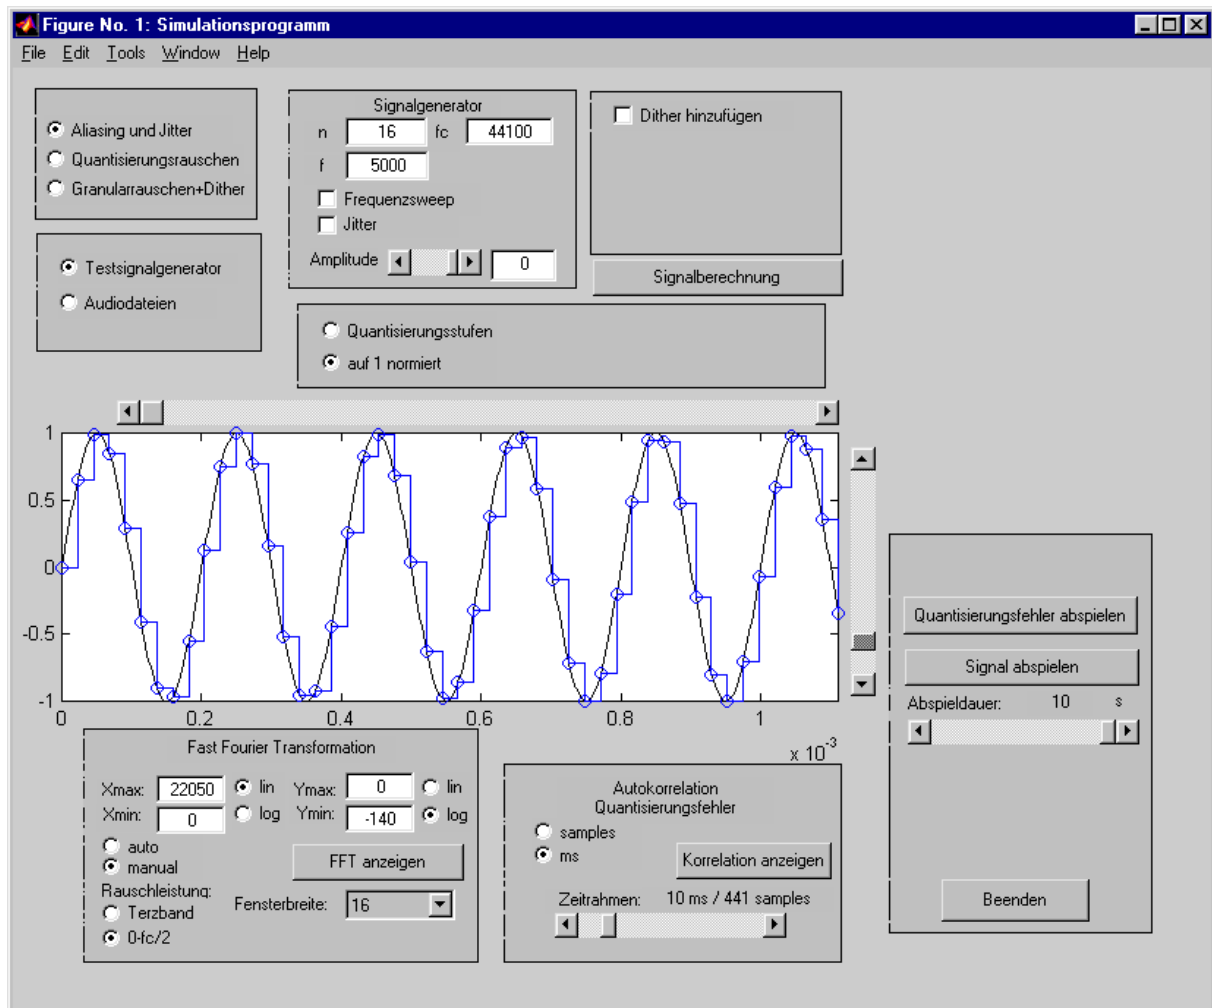 Figure No. 1: Simulationsprogramm
File Edit Tools Window Help
Aliasing und Jitter
Quantisierungsrauschen
Granularrauschen+Dither
Testsignalgenerator
Audiodateien
Signalgenerator
n 16 fc 44100
f 5000
Frequenzsweep
Jitter
Amplitude 0
Dither hinzufügen
Signalberechnung
Quantisierungsstufen
auf 1 normiert
1
0.5
0
-0.5
-1
0 0.2 0.4 0.6 0.8 1
x 10-3
Fast Fourier Transformation
Xmax: 22050 lin Ymax: 0 lin
Xmin: 0 log Ymin: -140 log
auto
manual
FFT anzeigen
Rauschleistung:
Terzband
0-fc/2
Fensterbreite: 16
Autokorrelation
Quantisierungsfehler
samples
ms
Korrelation anzeigen
Zeitrahmen: 10 ms / 441 samples
Quantisierungsfehler abspielen
Signal abspielen
Abspieldauer: 10 s
Beenden